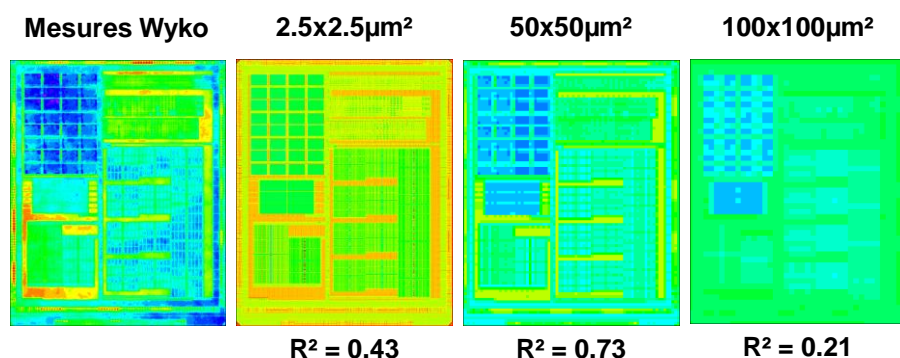 Mesures Wyko 2.5x2.5µm² 50x50µm² 100x100µm²
R² = 0.43 R² = 0.73 R² = 0.21